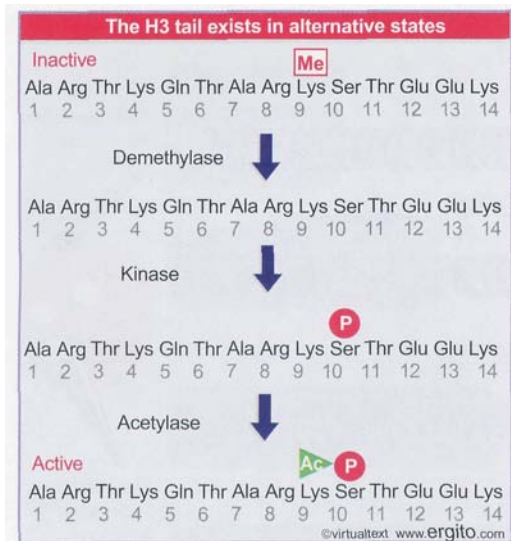 The H3 tail exists in alternative states
Inactive
Me
Ala Arg Thr Lys Gln Thr Ala Arg Lys Ser Thr Glu Glu Lys
1 2 3 4 5 6 7 8 9 10 11 12 13 14
Demethylase
Ala Arg Thr Lys Gln Thr Ala Arg Lys Ser Thr Glu Glu Lys
1 2 3 4 5 6 7 8 9 10 11 12 13 14
Kinase
P
Ala Arg Thr Lys Gln Thr Ala Arg Lys Ser Thr Glu Glu Lys
1 2 3 4 5 6 7 8 9 10 11 12 13 14
Acetylase
Active
Ac P
Ala Arg Thr Lys Gln Thr Ala Arg Lys Ser Thr Glu Glu Lys
1 2 3 4 5 6 7 8 9 10 11 12 13 14
©virtualtext www.ergito.com